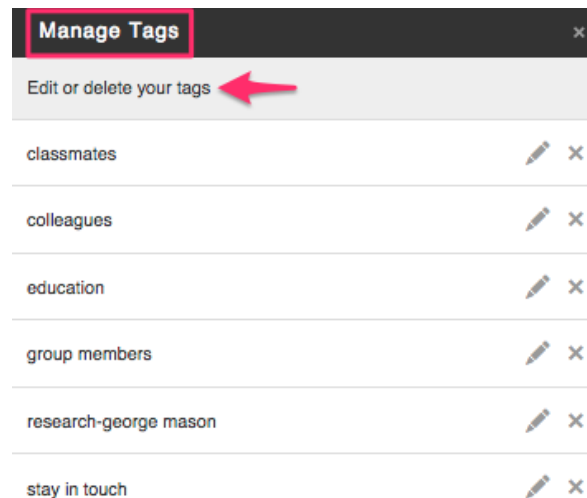 Manage Tags
Edit or delete your tags
classmates
colleagues
education
group members
research-george mason
stay in touch